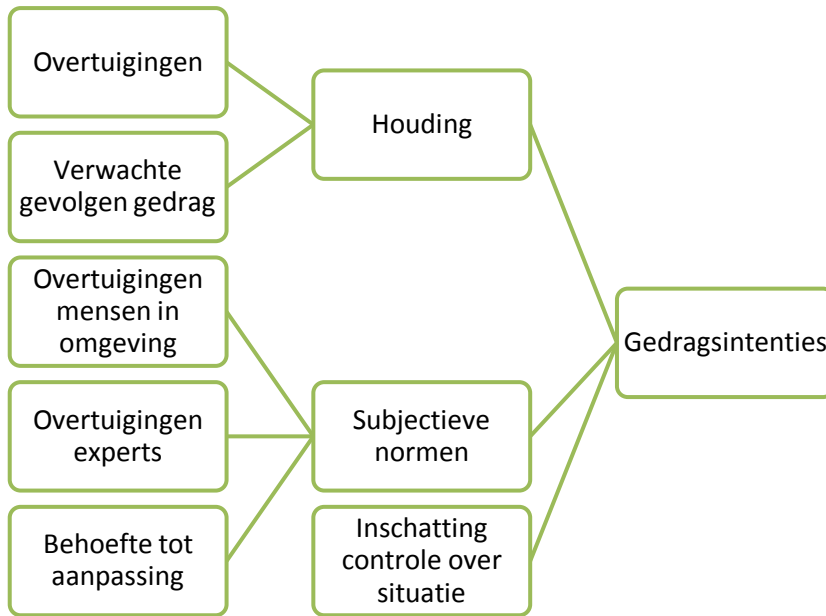 Overtuigingen
Verwachte
gevolgen gedrag
Overtuigingen
mensen in
omgeving
Overtuigingen
experts
Behoefte tot
aanpassing
Houding
Subjectieve
normen
Inschatting
controle over
situatie
Gedragsintenties